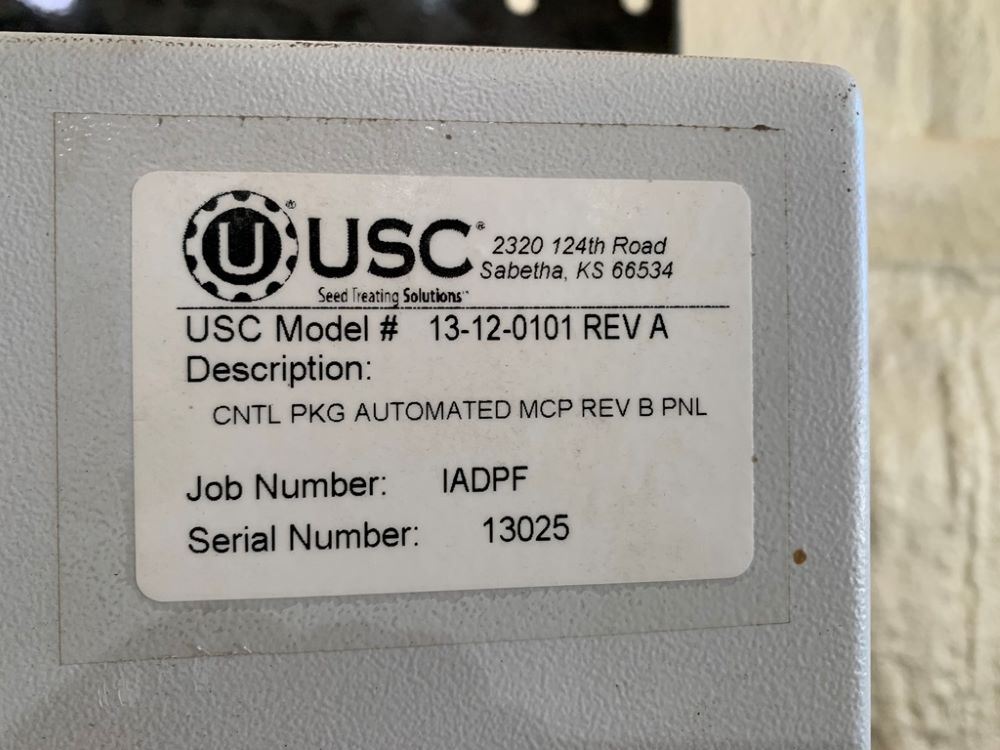 U® USC®
2320 124th Road
Sabetha, KS 66534
Seed Treating Solutions™
USC Model # 13-12-0101 REV A
Description:
CNTL PKG AUTOMATED MCP REV B PNL
Job Number: IADPF
Serial Number: 13025